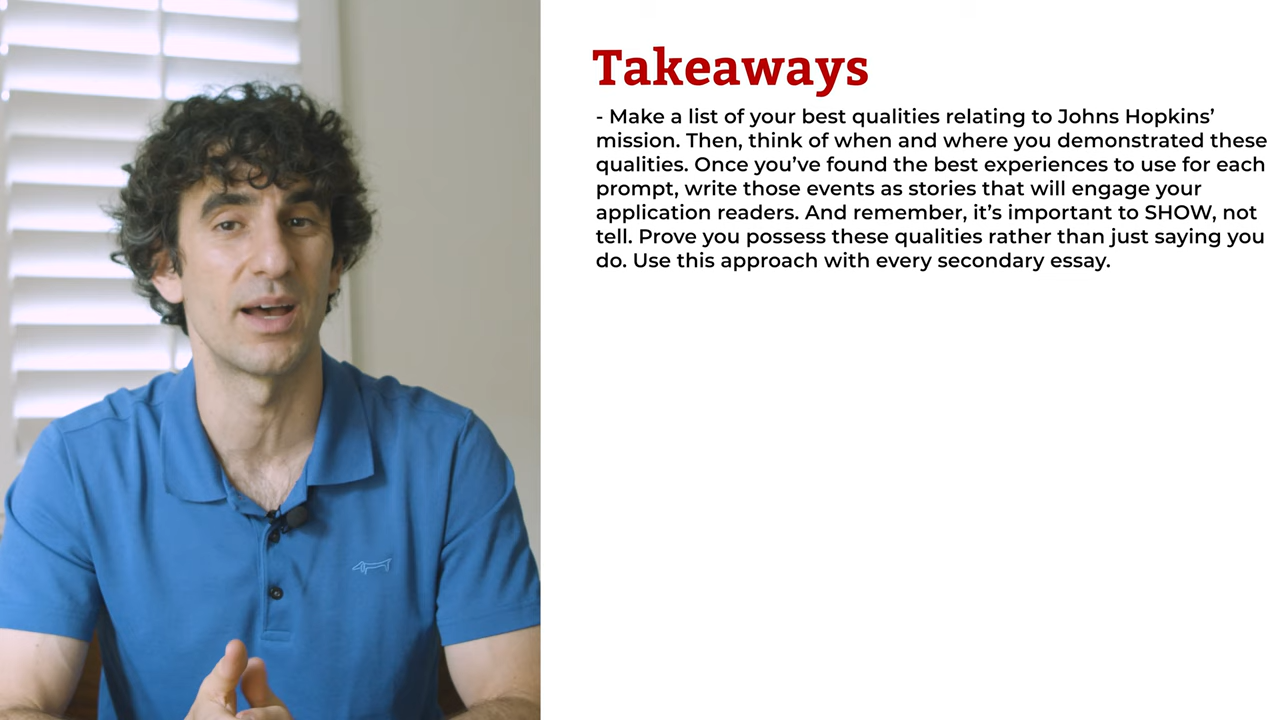 Takeaways
- Make a list of your best qualities relating to Johns Hopkins’
mission. Then, think of when and where you demonstrated these
qualities. Once you’ve found the best experiences to use for each
prompt, write those events as stories that will engage your
application readers. And remember, it’s important to SHOW, not
tell. Prove you possess these qualities rather than just saying you
do. Use this approach with every secondary essay.